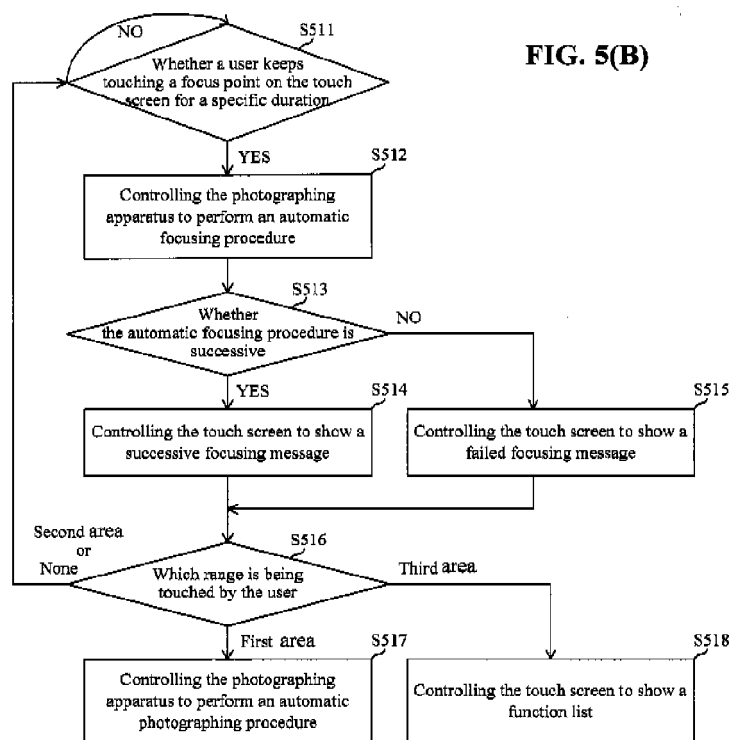 NO
S511
FIG. 5(B)
Whether a user keeps
touching a focus point on the touch
screen for a specific duration
YES
S512
Controlling the photographing
apparatus to perform an automatic
focusing procedure
S513
Whether
the automatic focusing procedure is
successive
NO
YES
S514
S515
Controlling the touch screen to show a
successive focusing message
Controlling the touch screen to show a
failed focusing message
Second area
or
None
S516
Which range is being
touched by the user
Third area
First area
S517
S518
Controlling the photographing
apparatus to perform an automatic
photographing procedure
Controlling the touch screen to show a
function list